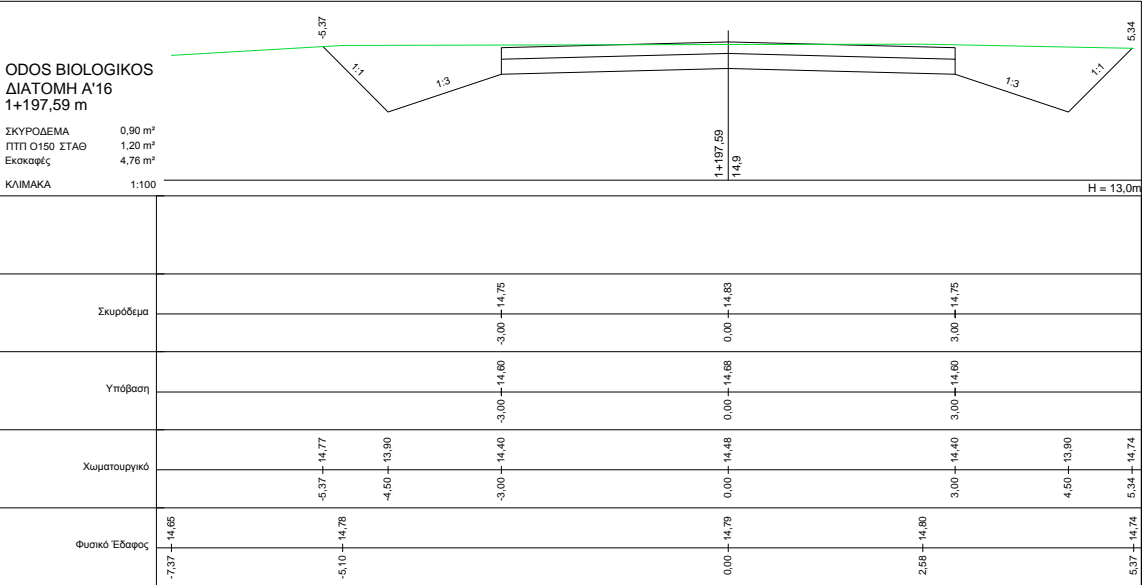 -5,37
5,34
ODOS BIOLOGIKOS
ΔΙΑΤΟΜΗ Α'16
1+197,59 m
ΣΚΥΡΟΔΕΜΑ 0,90 m²
ΠΤΠ Ο150 ΣΤΑΘ 1,20 m²
Εκσκαφές 4,76 m²
ΚΛΙΜΑΚΑ 1:100
1:1
1:3
1:3
1:1
1+197,59
14,9
H = 13,0m
Σκυρόδεμα
14,75 14,83 14,75
-3,00 0,00 3,00
Υπόβαση
14,60 14,68 14,60
-3,00 0,00 3,00
Χωματουργικό
14,77 13,90 14,40 14,48 14,40 13,90 14,74
-5,37 -4,50 -3,00 0,00 3,00 4,50 5,34
Φυσικό Έδαφος
14,65 14,78 14,79 14,80 14,74
-7,37 -5,10 0,00 2,58 5,37